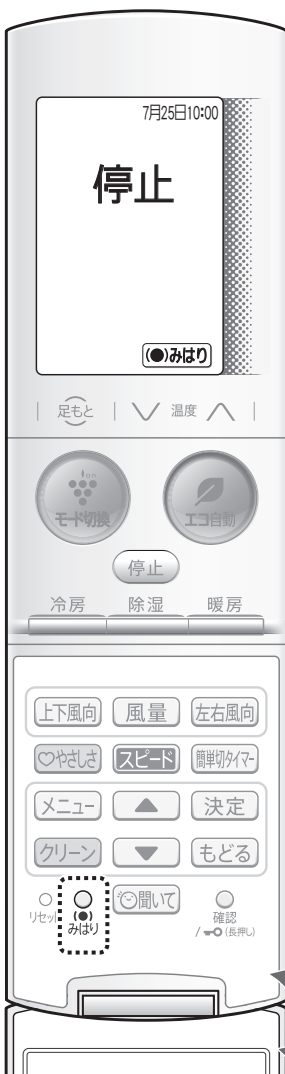 7月25日10:00
停止
(●)みはり
足もと 温度
モード切換 エコ自動
停止
冷房 除湿 暖房
上下風向 風量 左右風向
♡やさしさ スピード 簡単切タイマー
メニュー ▲ 決定
クリーン ▼ もどる
聞いて
リセット (●)みはり 確認
/ (長押し)